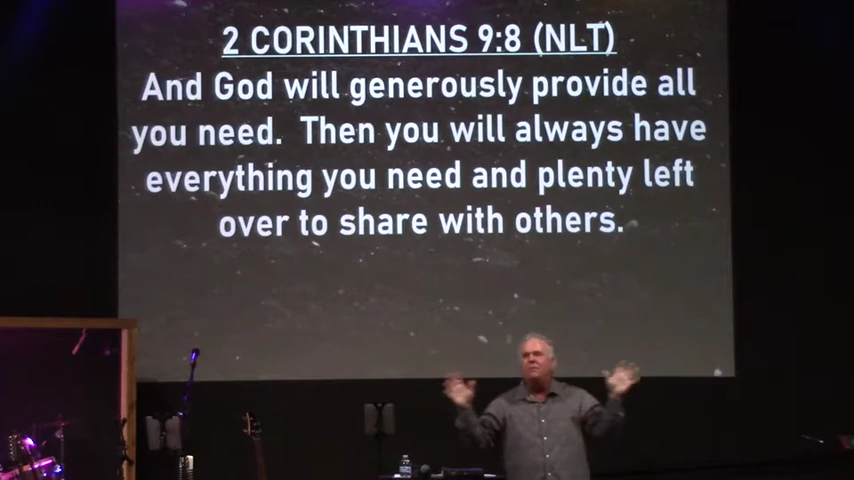 2 CORINTHIANS 9:8 (NLT)
And God will generously provide all
you need. Then you will always have
everything you need and plenty left
over to share with others.